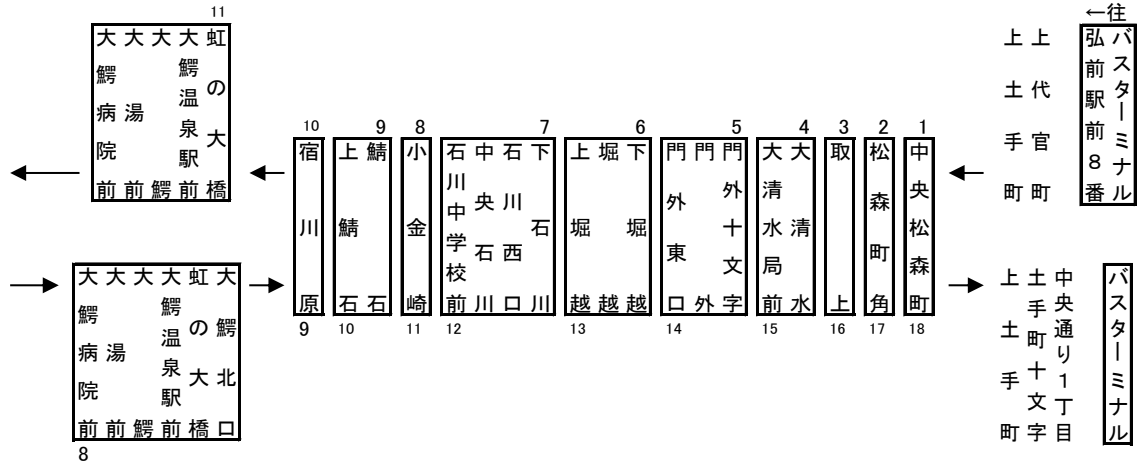 ←往
バスターミナル
弘前駅前8番
上代官町
上土手町
1
中央松森町
18
2
松森町角
17
3
取上
16
4
大清水
大清水局前
15
5
門外十文字
門外
門外東口
14
6
下堀越
堀越
上堀越
13
7
下石川
石川西口
中央石川
石川中学校前
12
8
小金崎
11
9
鯖石
上鯖石
10
10
宿川原
9
11
虹の大橋
大鰐温泉駅前
大鰐
大湯前
大鰐病院前
大鰐北口
虹の大橋
大鰐温泉駅前
大鰐
大湯前
大鰐病院前
8
バスターミナル
中央通り1丁目
土手町十文字
上土手町